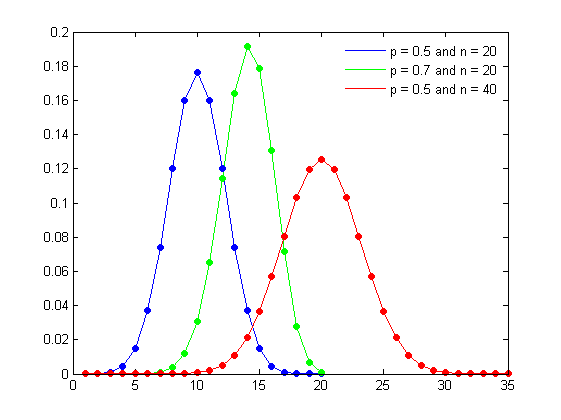 0.2
0.18
0.16
0.14
0.12
0.1
0.08
0.06
0.04
0.02
0
p = 0.5 and n = 20
p = 0.7 and n = 20
p = 0.5 and n = 40
0 5 10 15 20 25 30 35